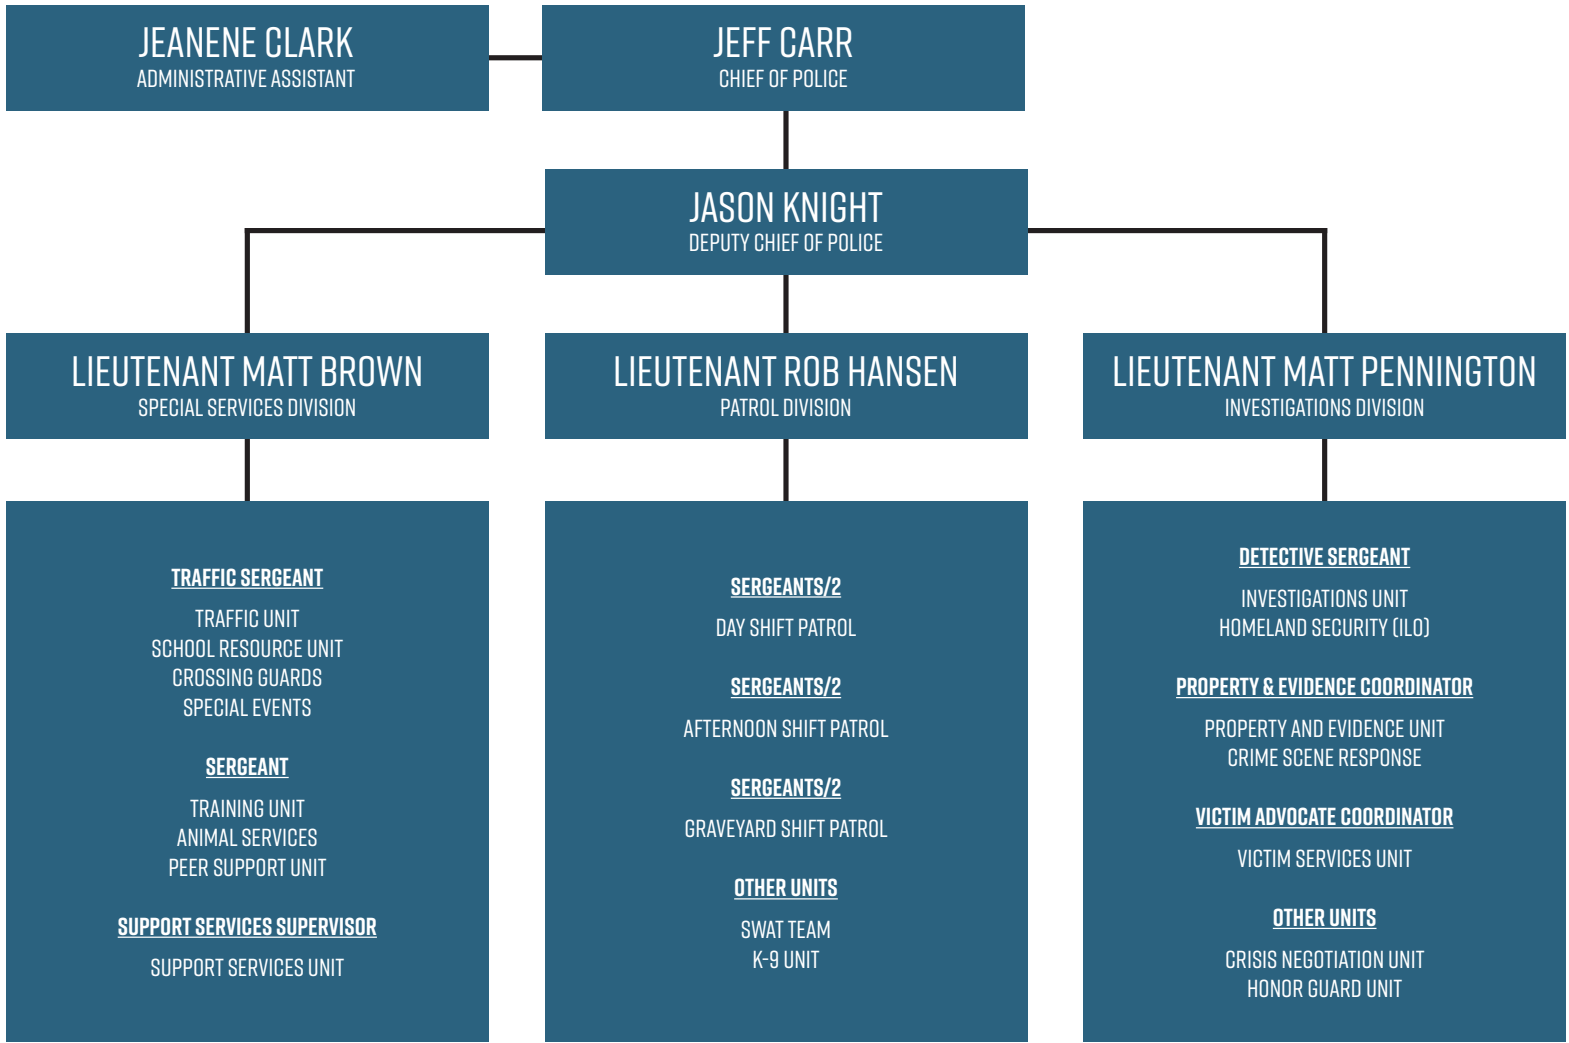 JEANENE CLARK
ADMINISTRATIVE ASSISTANT
JEFF CARR
CHIEF OF POLICE
JASON KNIGHT
DEPUTY CHIEF OF POLICE
LIEUTENANT MATT BROWN
SPECIAL SERVICES DIVISION
LIEUTENANT ROB HANSEN
PATROL DIVISION
LIEUTENANT MATT PENNINGTON
INVESTIGATIONS DIVISION
TRAFFIC SERGEANT
TRAFFIC UNIT
SCHOOL RESOURCE UNIT
CROSSING GUARDS
SPECIAL EVENTS
SERGEANT
TRAINING UNIT
ANIMAL SERVICES
PEER SUPPORT UNIT
SUPPORT SERVICES SUPERVISOR
SUPPORT SERVICES UNIT
SERGEANTS/2
DAY SHIFT PATROL
SERGEANTS/2
AFTERNOON SHIFT PATROL
SERGEANTS/2
GRAVEYARD SHIFT PATROL
OTHER UNITS
SWAT TEAM
K-9 UNIT
DETECTIVE SERGEANT
INVESTIGATIONS UNIT
HOMELAND SECURITY (ILO)
PROPERTY & EVIDENCE COORDINATOR
PROPERTY AND EVIDENCE UNIT
CRIME SCENE RESPONSE
VICTIM ADVOCATE COORDINATOR
VICTIM SERVICES UNIT
OTHER UNITS
CRISIS NEGOTIATION UNIT
HONOR GUARD UNIT